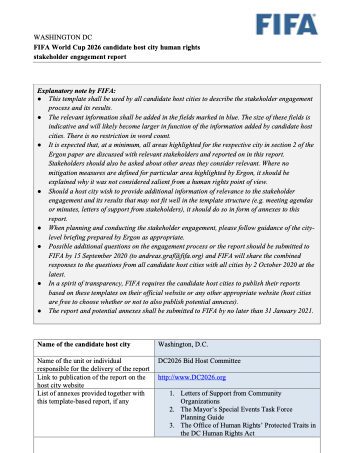 FIFA
WASHINGTON DC
FIFA World Cup 2026 candidate host city human rights
stakeholder engagement report
Explanatory note by FIFA:
● This template shall be used by all candidate host cities to describe the stakeholder engagement
process and its results.
● The relevant information shall be added in the fields marked in blue. The size of these fields is
indicative and will likely become larger in function of the information added by candidate host
cities. There is no restriction in word count.
● It is expected that, at a minimum, all areas highlighted for the respective city in section 2 of the
Ergon paper are discussed with relevant stakeholders and reported on in this report.
Stakeholders should also be asked about other areas they consider relevant. Where no
mitigation measures are defined for particular area highlighted by Ergon, it should be
explained why it was not considered salient from a human rights point of view.
● Should a host city wish to provide additional information of relevance to the stakeholder
engagement and its results that may not fit well in the template structure (e.g. meeting agendas
or minutes, letters of support from stakeholders), it should do so in form of annexes to this
report.
● When planning and conducting the stakeholder engagement, please follow guidance of the city-
level briefing prepared by Ergon as appropriate.
● Possible additional questions on the engagement process or the report should be submitted to
FIFA by 15 September 2020 (to andreas.graf@fifa.org) and FIFA will share the combined
responses to the questions from all candidate host cities with all cities by 2 October 2020 at the
latest.
● In a spirit of transparency, FIFA requires the candidate host cities to publish their reports
based on these templates on their official website or any other appropriate website (host cities
are free to choose whether or not to also publish potential annexes).
● The report and potential annexes shall be submitted to FIFA by no later than 31 January 2021.
Name of the candidate host city Washington, D.C.
Name of the unit or individual DC2026 Bid Host Committee
responsible for the delivery of the report
Link to publication of the report on the http://www.DC2026.org
host city website
List of annexes provided together with 1. Letters of Support from Community
this template-based report, if any Organizations
2. The Mayor's Special Events Task Force
Planning Guide
3. The Office of Human Rights' Protected Traits in
the DC Human Rights Act